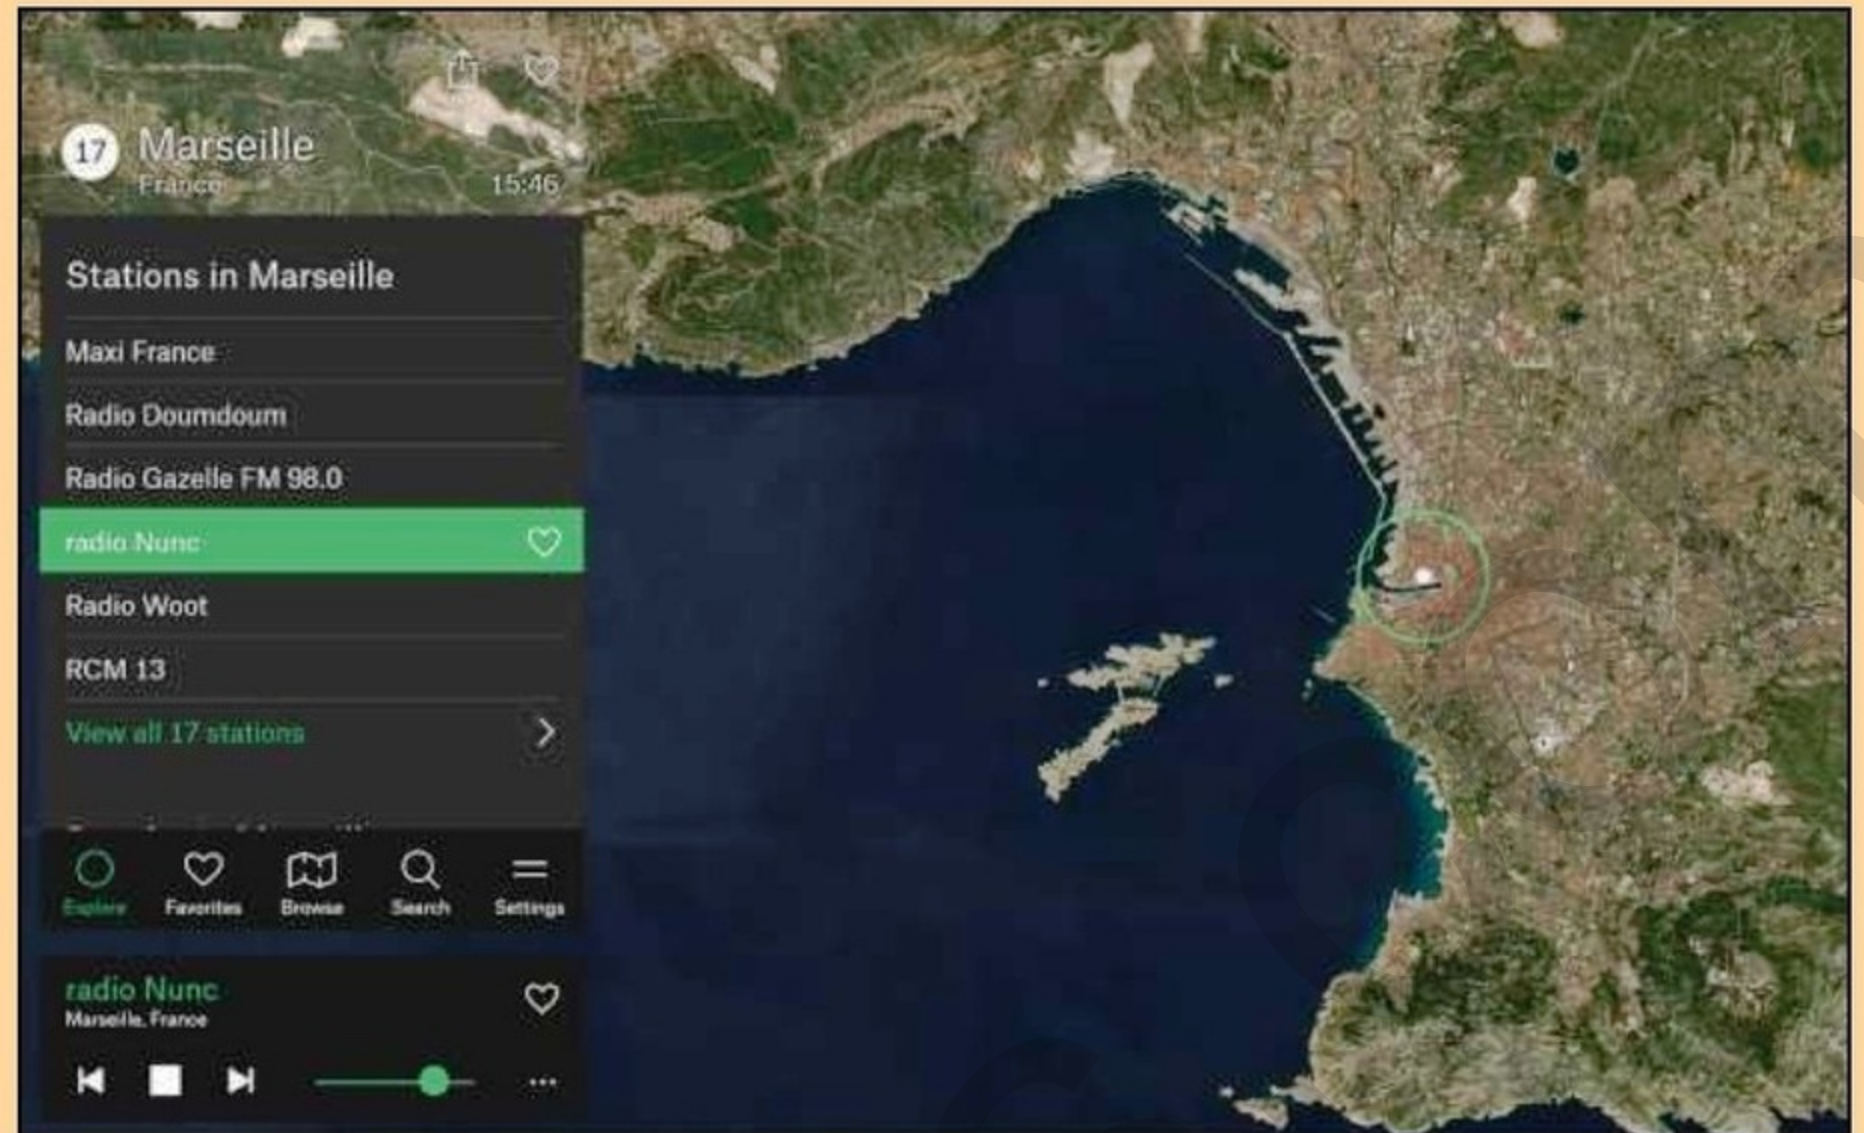 17
Marseille
France
15:46
Stations in Marseille
Maxi France
Radio Doumdoum
Radio Gazelle FM 98.0
radio Nunc
Radio Woot
RCM 13
View all 17 stations
Explore
Favorites
Browse
Search
Settings
radio Nunc
Marseille, France